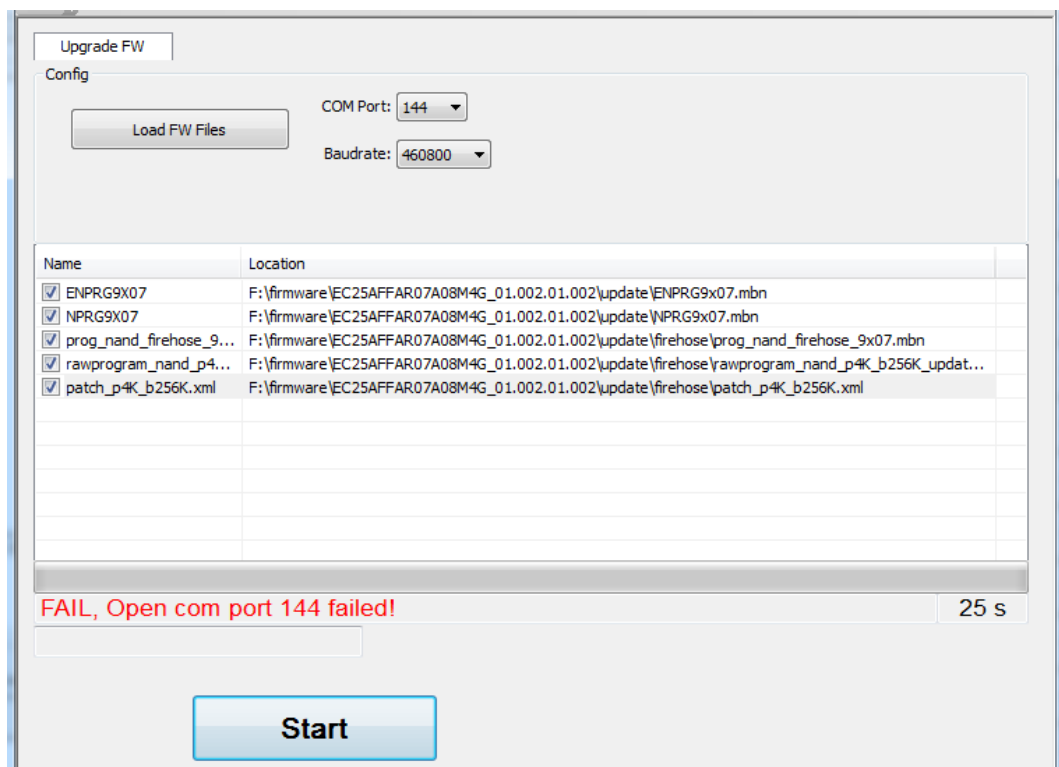 Upgrade FW
Config
Load FW Files
COM Port: 144
Baudrate: 460800
Name Location
ENPRG9X07 F:\firmware\EC25AFFAR07A08M4G_01.002.01.002\update\ENPRG9x07.mbn
NPRG9X07 F:\firmware\EC25AFFAR07A08M4G_01.002.01.002\update\NPRG9x07.mbn
prog_nand_firehose_9... F:\firmware\EC25AFFAR07A08M4G_01.002.01.002\update\firehose\prog_nand_firehose_9x07.mbn
rawprogram_nand_p4... F:\firmware\EC25AFFAR07A08M4G_01.002.01.002\update\firehose\rawprogram_nand_p4K_b256K_updat...
patch_p4K_b256K.xml F:\firmware\EC25AFFAR07A08M4G_01.002.01.002\update\firehose\patch_p4K_b256K.xml
FAIL, Open com port 144 failed! 25 s
Start